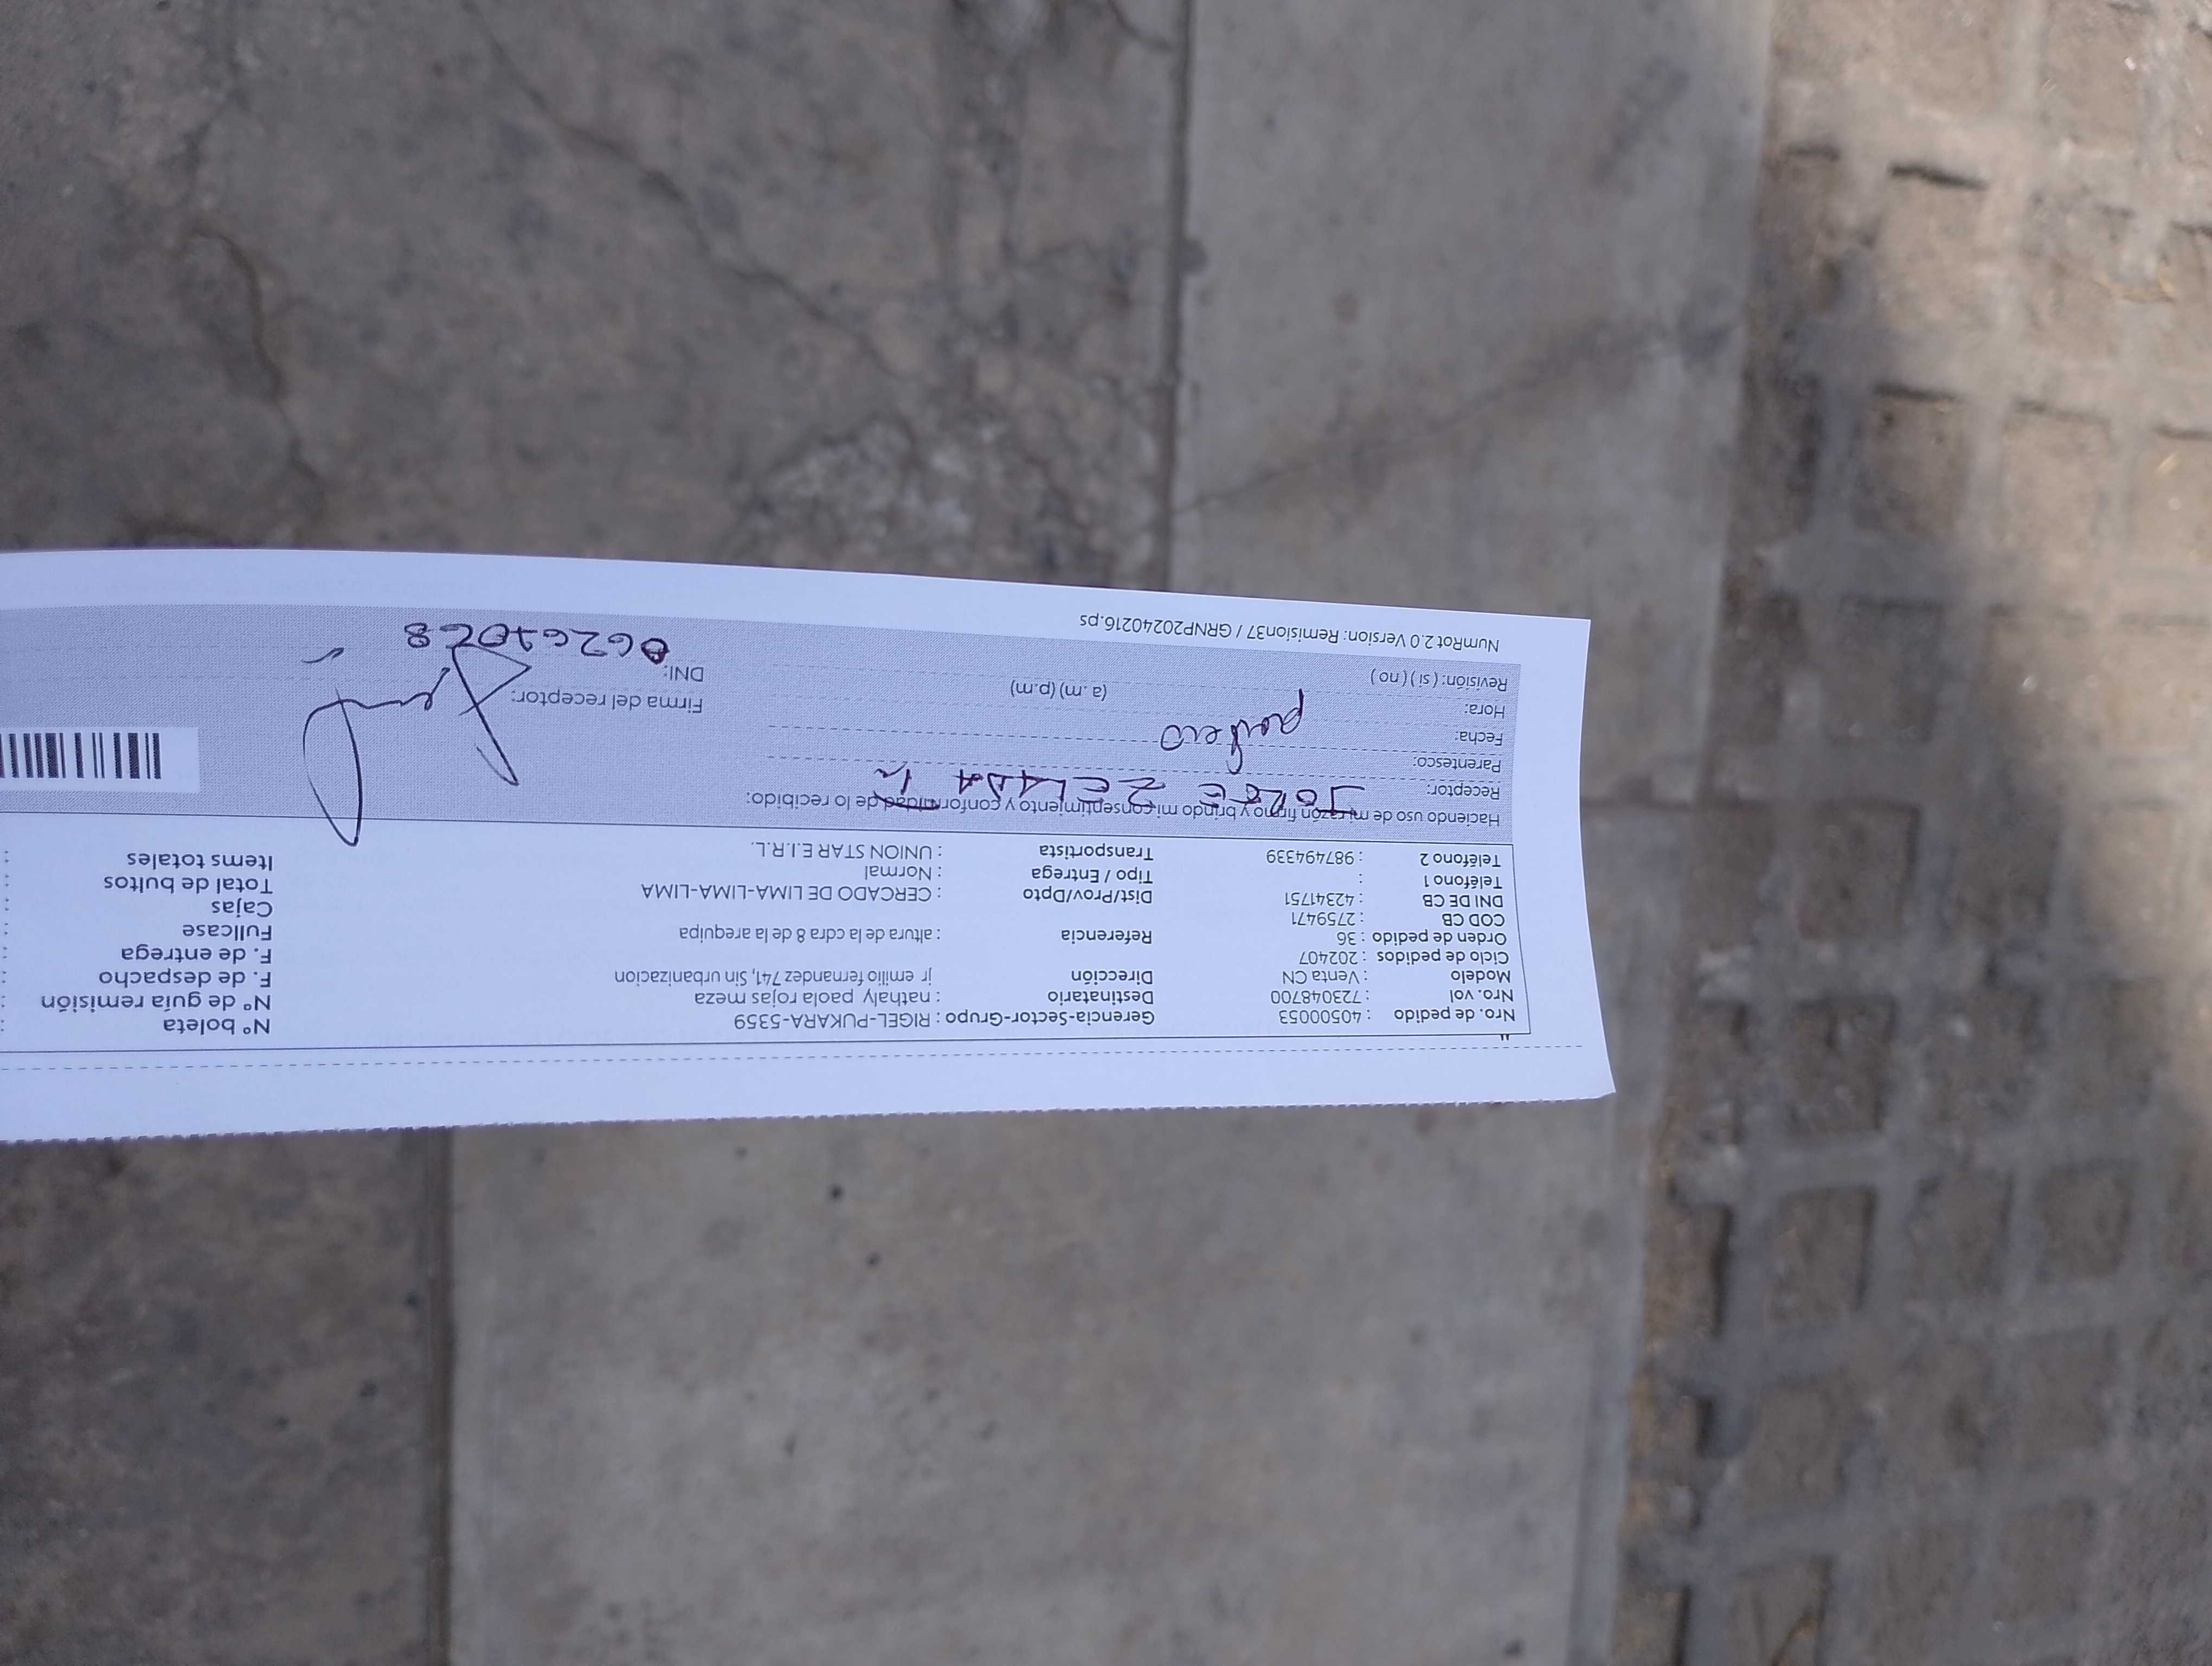 Nro. de pedido : 40500053 Gerencia-Sector-Grupo : RIGEL-PUKARA-5359 N° boleta
Nro. vol : 723048700 Destinatario : nathaly paola rojas meza N° de guía remisión :
Modelo : Venta CN Dirección jr emilio fernandez 741, Sin urbanizacion F. de despacho :
Ciclo de pedidos : 202407 F. de entrega :
Orden de pedido : 36 Referencia : altura de la cdra 8 de la arequipa Fullcase :
COD CB : 2759471 Cajas :
DNI DE CB : 42341751 Dist/Prov/Dpto : CERCADO DE LIMA-LIMA-LIMA Total de bultos :
Teléfono 1 : Tipo / Entrega : Normal Items totales :
Teléfono 2 : 987494339 Transportista : UNION STAR E.I.R.L.
Haciendo uso de mi razón firmo y brindo mi consentimiento y conformidad de lo recibido:
Receptor: JORGE ZELADA
Parentesco:
Fecha: portero
Hora: (a.m) (p.m) Firma del receptor:
Revisión: ( si ) ( no ) DNI:
NumRot 2.0 Version: Remision37 / GRNP20240216.ps